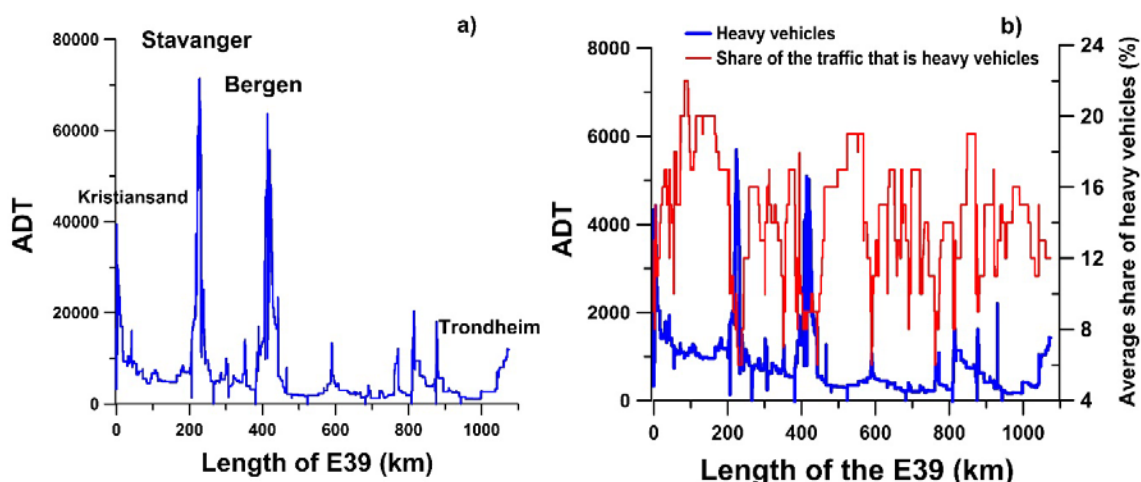 a)
Stavanger
Bergen
Kristiansand
Trondheim
80000
60000
40000
20000
0
ADT
0 200 400 600 800 1000
Length of E39 (km)
b)
Heavy vehicles
Share of the traffic that is heavy vehicles
8000
6000
4000
2000
0
ADT
24
20
16
12
8
4
Average share of heavy vehicles (%)
0 200 400 600 800 1000
Length of the E39 (km)